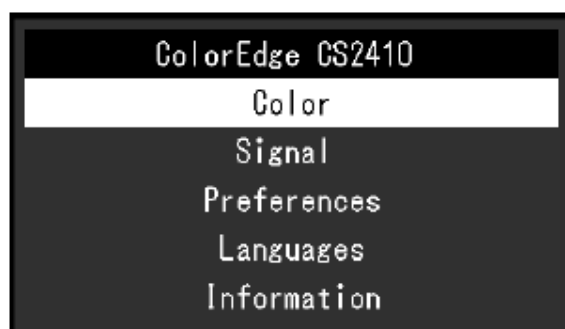 ColorEdge CS2410
Color
Signal
Preferences
Languages
Information